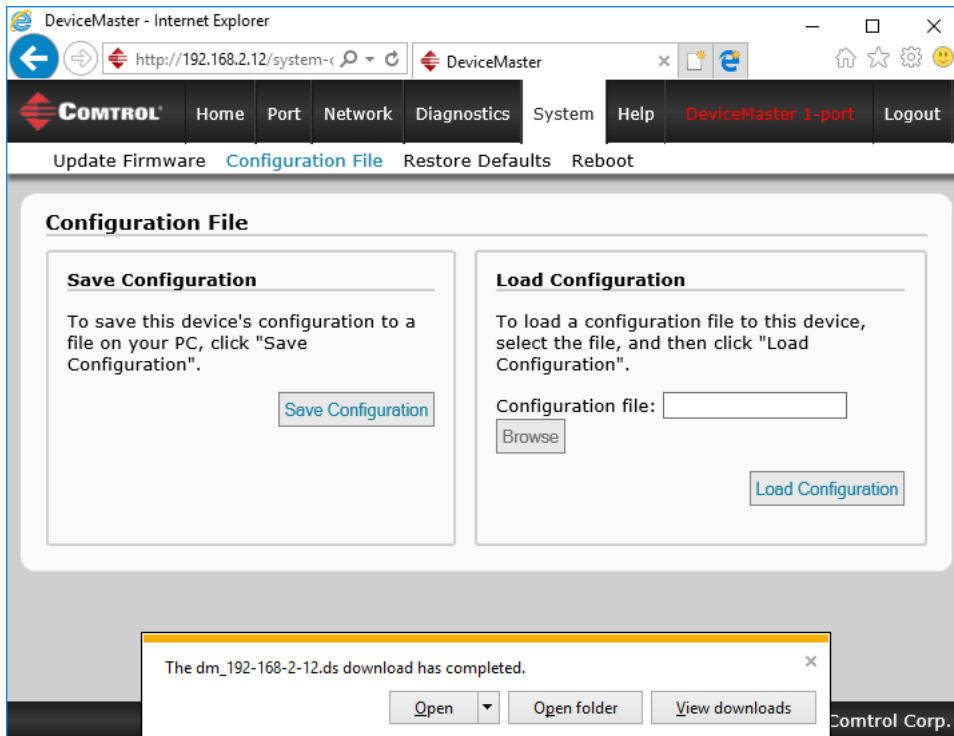 DeviceMaster - Internet Explorer
http://192.168.2.12/system-c
DeviceMaster
COMTROL
Home Port Network Diagnostics System Help DeviceMaster 1-port Logout
Update Firmware Configuration File Restore Defaults Reboot
Configuration File
Save Configuration
To save this device's configuration to a
file on your PC, click "Save
Configuration".
Save Configuration
Load Configuration
To load a configuration file to this device,
select the file, and then click "Load
Configuration".
Configuration file:
Browse
Load Configuration
The dm_192-168-2-12.ds download has completed.
Open Open folder View downloads
Comtrol Corp.